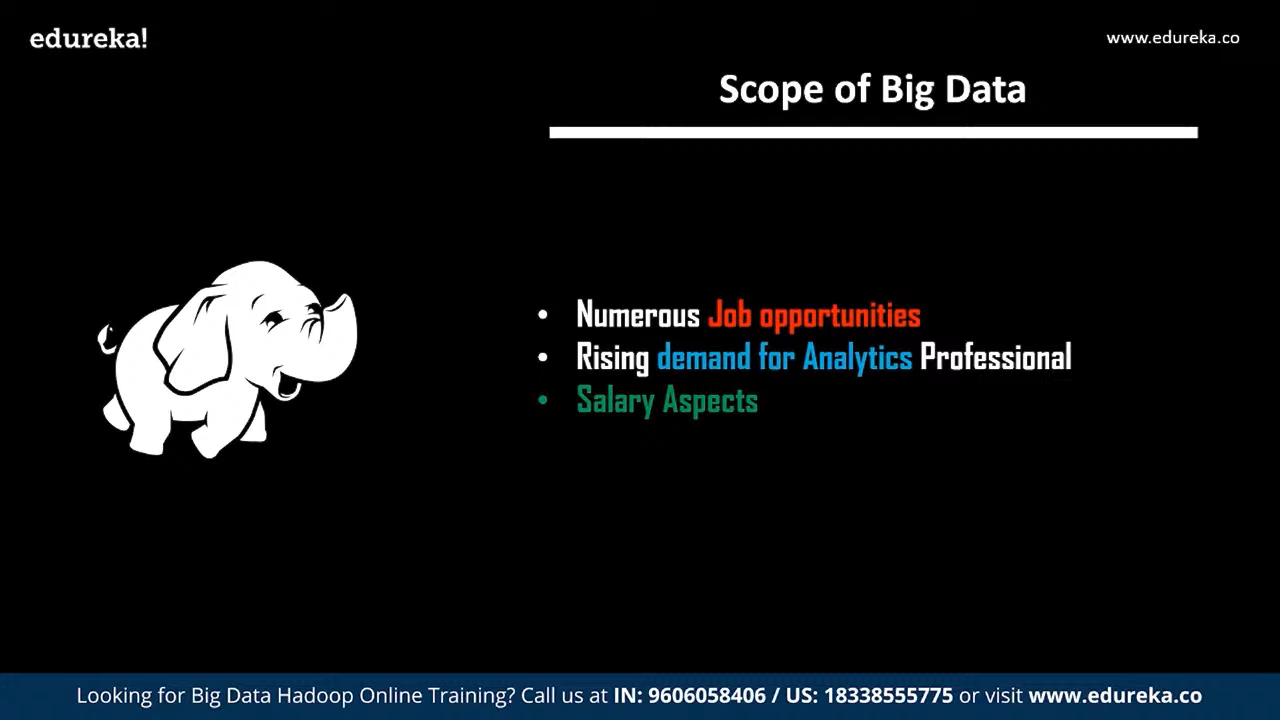 edureka!
www.edureka.co
Scope of Big Data
• Numerous Job opportunities
• Rising demand for Analytics Professional
• Salary Aspects
Looking for Big Data Hadoop Online Training? Call us at IN: 9606058406 / US: 18338555775 or visit www.edureka.co